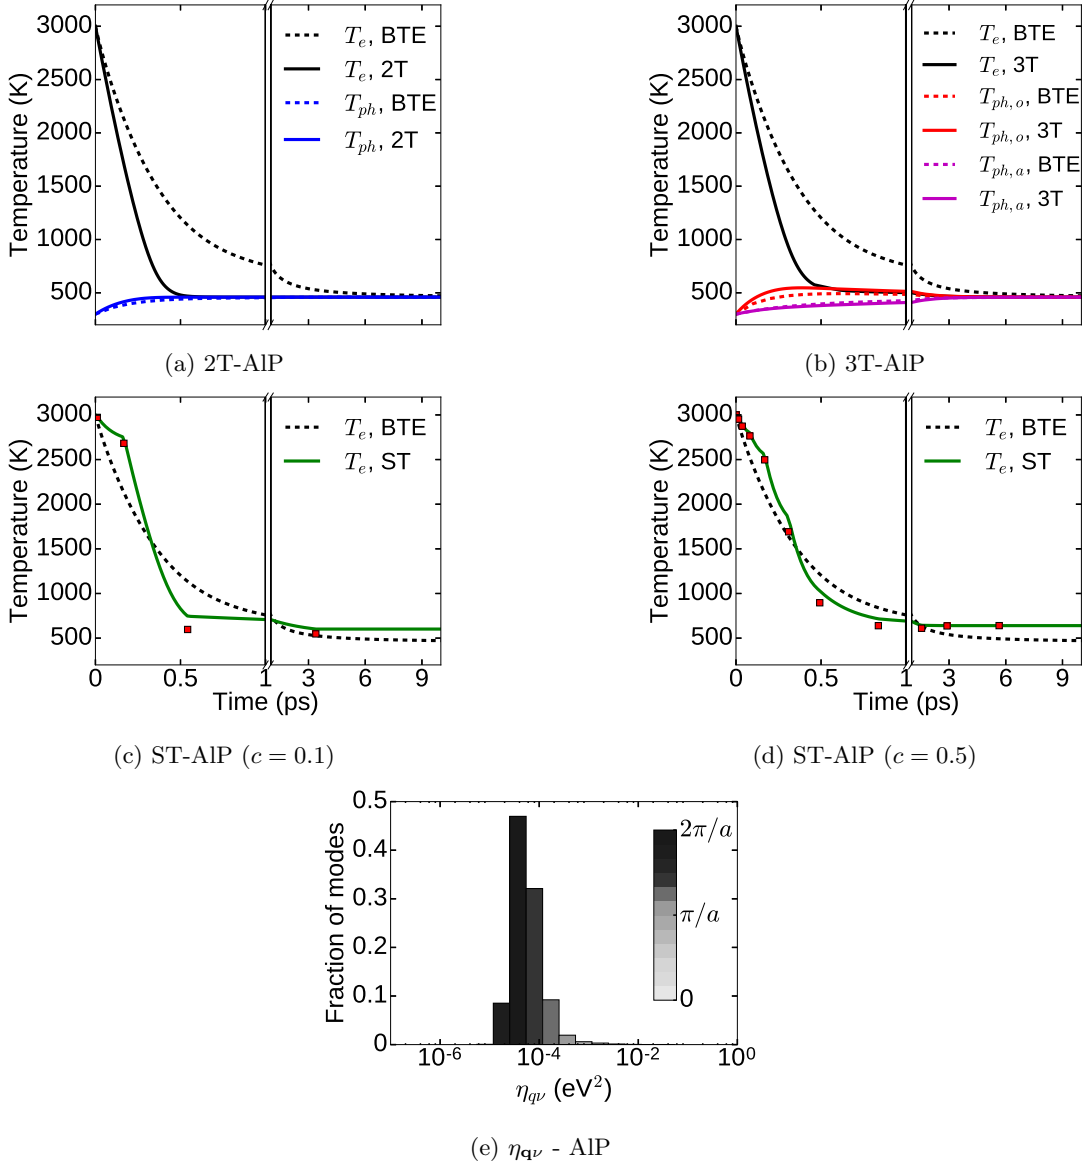 3000
2500
2000
1500
1000
500
Temperature (K)
T_e, BTE
T_e, 2T
T_ph, BTE
T_ph, 2T
(a) 2T-AlP
3000
2500
2000
1500
1000
500
Temperature (K)
T_e, BTE
T_e, 3T
T_ph,o, BTE
T_ph,o, 3T
T_ph,a, BTE
T_ph,a, 3T
(b) 3T-AlP
3000
2500
2000
1500
1000
500
Temperature (K)
T_e, BTE
T_e, ST
0 0.5 1 3 6 9
Time (ps)
(c) ST-AlP (c = 0.1)
3000
2500
2000
1500
1000
500
Temperature (K)
T_e, BTE
T_e, ST
0 0.5 1 3 6 9
Time (ps)
(d) ST-AlP (c = 0.5)
0.5
0.4
0.3
0.2
0.1
0
Fraction of modes
2π/a
π/a
0
10^-6 10^-4 10^-2 10^0
η_qν (eV²)
(e) η_qν - AlP